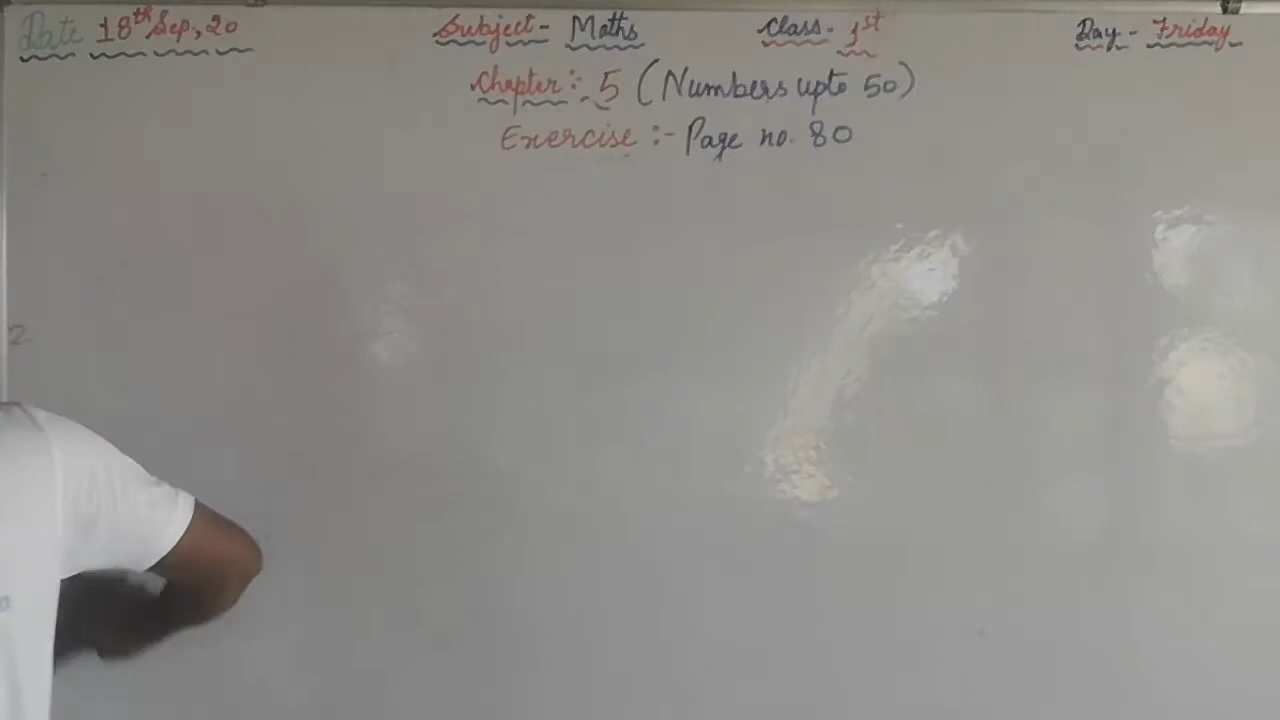 Date 18th Sep, 20 Subject- Maths Class- 1st Day- Friday
Chapter:- 5 (Numbers upto 50)
Exercise :- Page no. 80
2